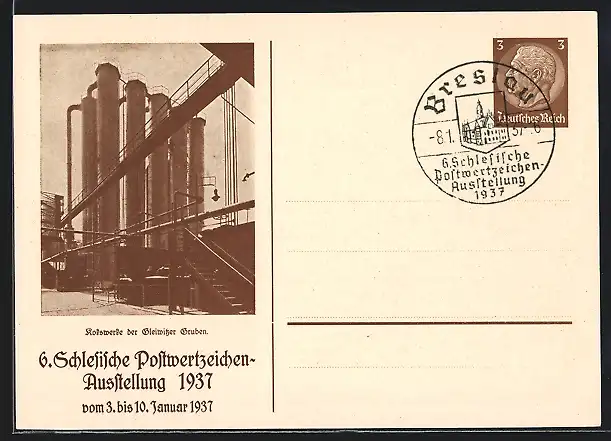 Kokswerke der Gleiwitzer Gruben.
6. Schlesische Postwertzeichen-
Ausstellung 1937
vom 3. bis 10. Januar 1937
3 3
Deutsches Reich
Breslau
-8.1. 37.-6
6. Schlesische
Postwertzeichen-
Ausstellung
1937